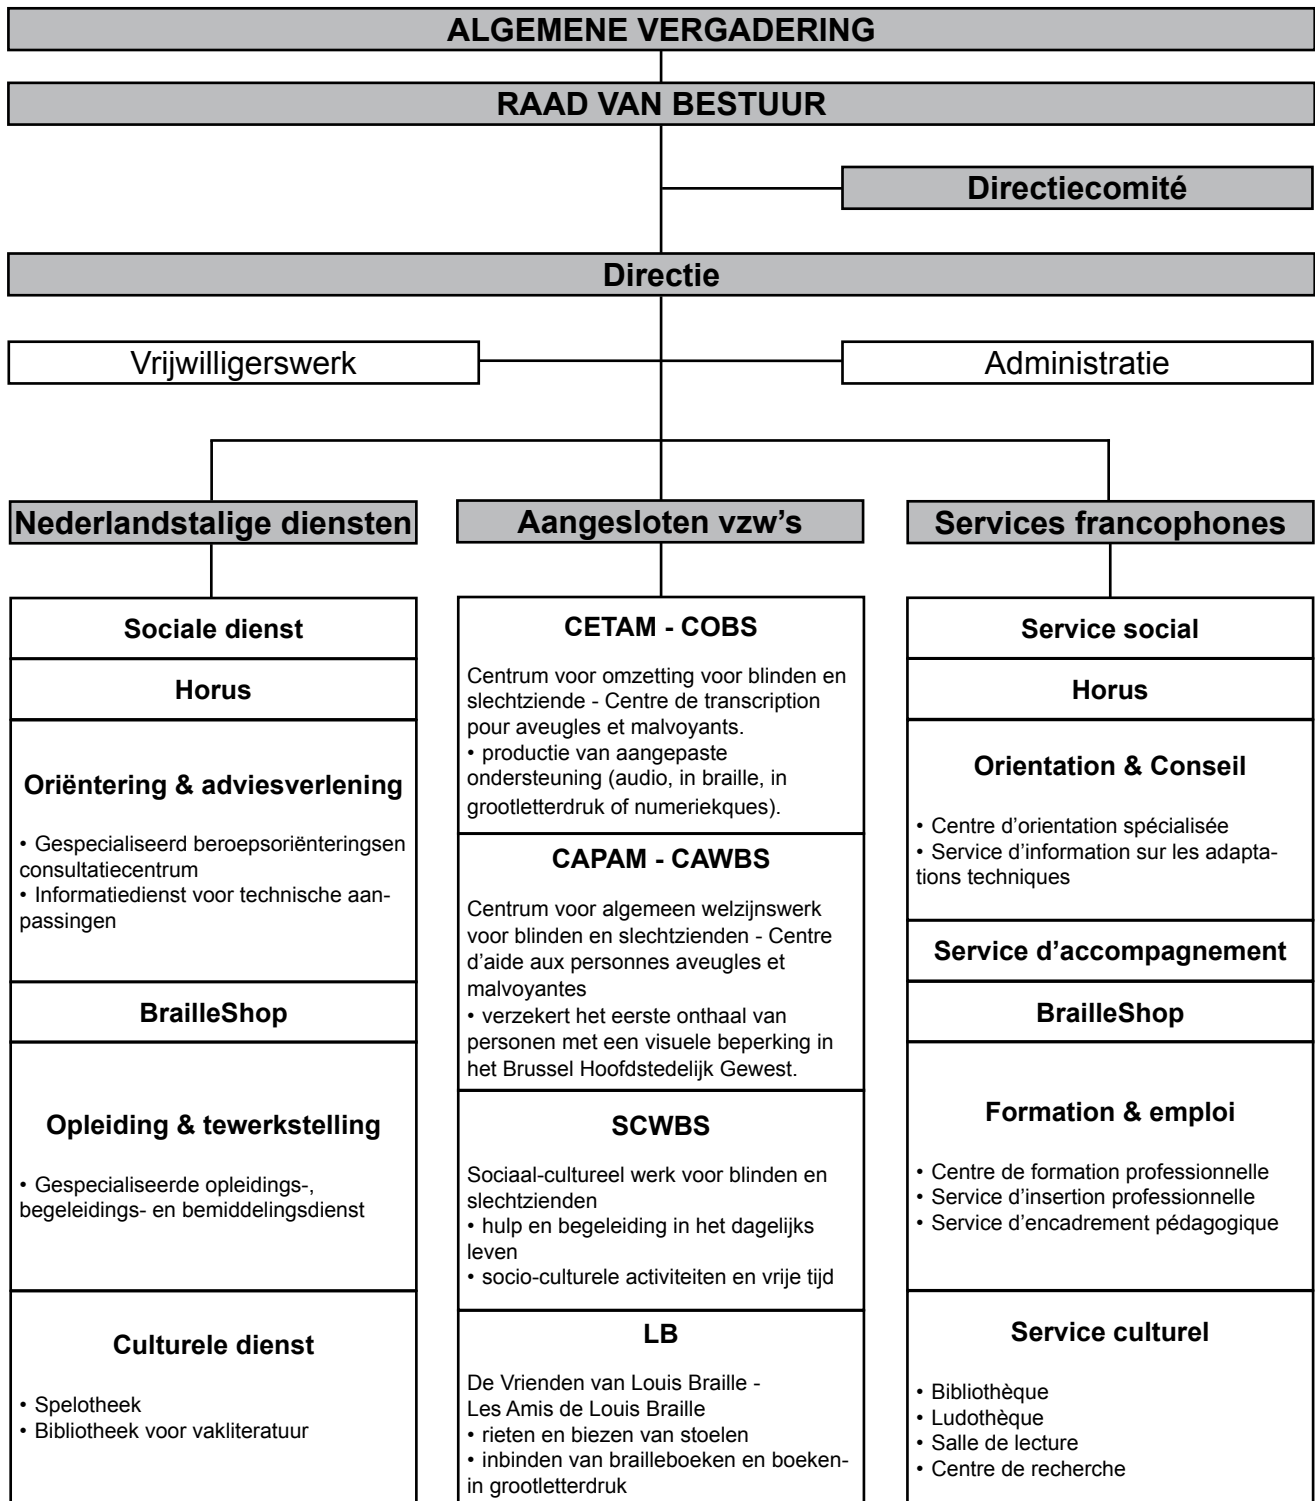 ALGEMENE VERGADERING
RAAD VAN BESTUUR
Directiecomité
Directie
Vrijwilligerswerk
Administratie
Nederlandstalige diensten
Sociale dienst
Horus
Oriëntering & adviesverlening
• Gespecialiseerd beroepsoriënteringsen
consultatiecentrum
• Informatiedienst voor technische aan-
passingen
BrailleShop
Opleiding & tewerkstelling
• Gespecialiseerde opleidings-,
begeleidings- en bemiddelingsdienst
Culturele dienst
• Spelotheek
• Bibliotheek voor vakliteratuur
Aangesloten vzw’s
CETAM - COBS
Centrum voor omzetting voor blinden en
slechtziende - Centre de transcription
pour aveugles et malvoyants.
• productie van aangepaste
ondersteuning (audio, in braille, in
grootletterdruk of numeriekques).
CAPAM - CAWBS
Centrum voor algemeen welzijnswerk
voor blinden en slechtzienden - Centre
d’aide aux personnes aveugles et
malvoyantes
• verzekert het eerste onthaal van
personen met een visuele beperking in
het Brussel Hoofdstedelijk Gewest.
SCWBS
Sociaal-cultureel werk voor blinden en
slechtzienden
• hulp en begeleiding in het dagelijks
leven
• socio-culturele activiteiten en vrije tijd
LB
De Vrienden van Louis Braille -
Les Amis de Louis Braille
• rieten en biezen van stoelen
• inbinden van brailleboeken en boeken-
in grootletterdruk
Services francophones
Service social
Horus
Orientation & Conseil
• Centre d’orientation spécialisée
• Service d’information sur les adapta-
tions techniques
Service d’accompagnement
BrailleShop
Formation & emploi
• Centre de formation professionnelle
• Service d’insertion professionnelle
• Service d’encadrement pédagogique
Service culturel
• Bibliothèque
• Ludothèque
• Salle de lecture
• Centre de recherche